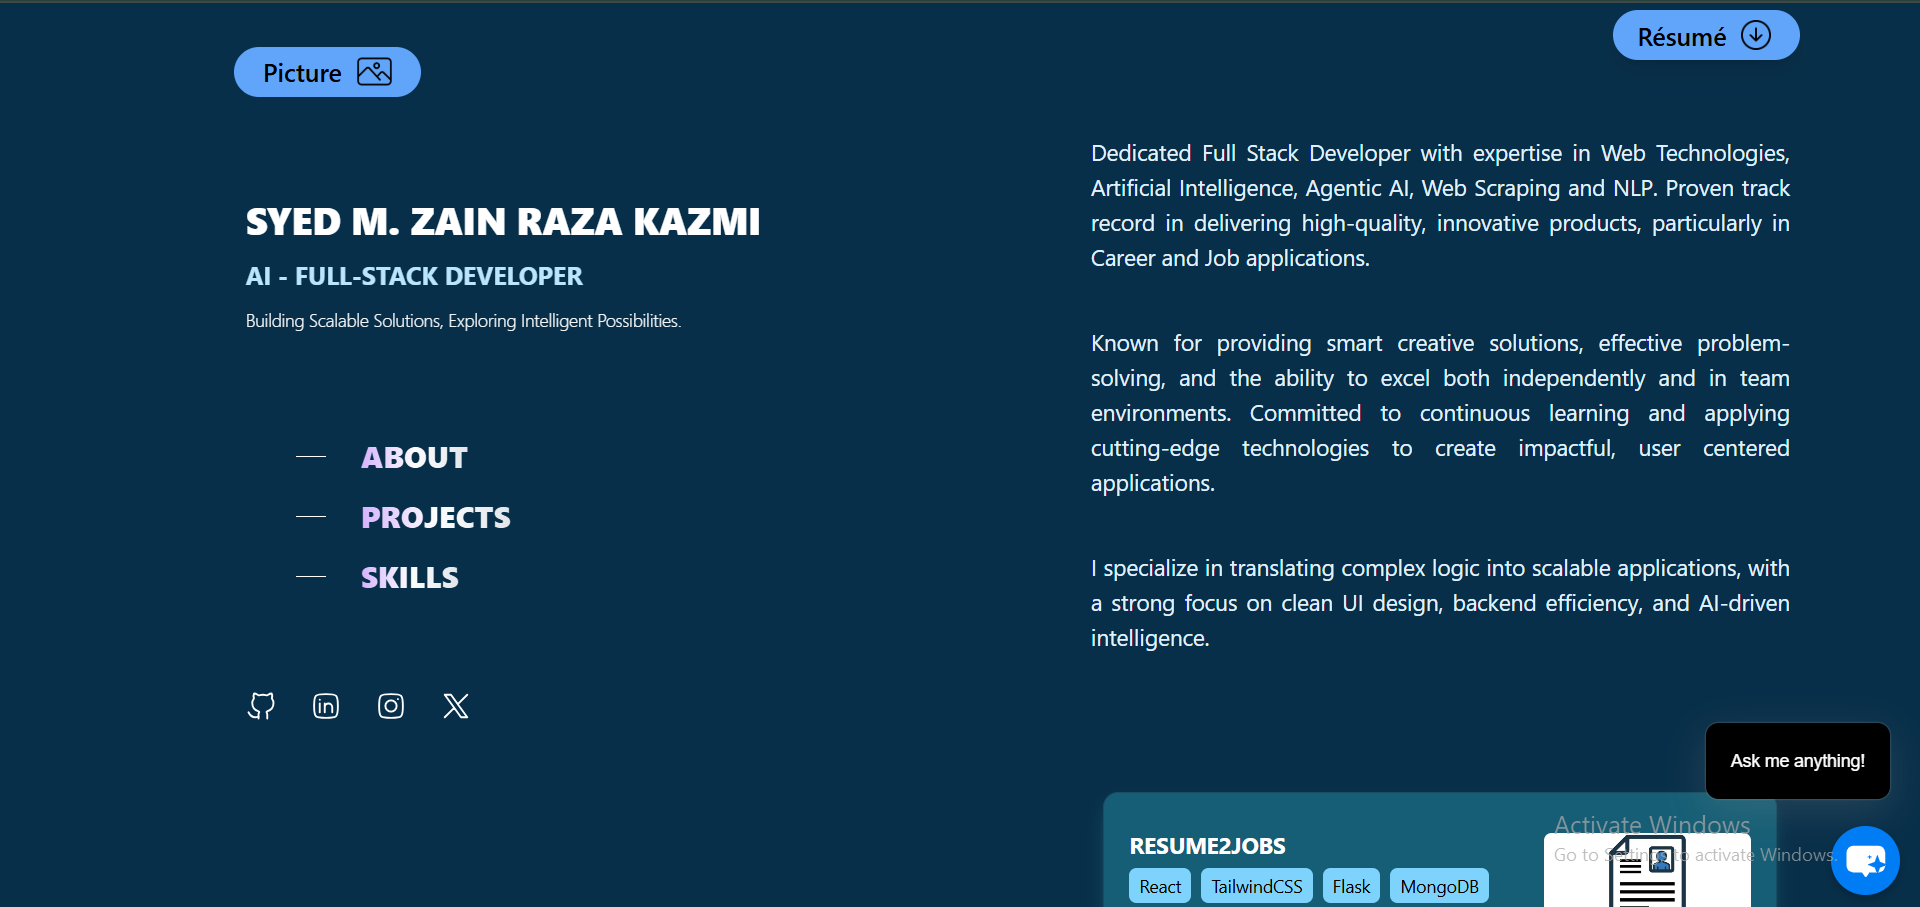 Résumé
Picture
SYED M. ZAIN RAZA KAZMI
AI - FULL-STACK DEVELOPER
Building Scalable Solutions, Exploring Intelligent Possibilities.
ABOUT
PROJECTS
SKILLS
Dedicated Full Stack Developer with expertise in Web Technologies,
Artificial Intelligence, Agentic AI, Web Scraping and NLP. Proven track
record in delivering high-quality, innovative products, particularly in
Career and Job applications.
Known for providing smart creative solutions, effective problem-
solving, and the ability to excel both independently and in team
environments. Committed to continuous learning and applying
cutting-edge technologies to create impactful, user centered
applications.
I specialize in translating complex logic into scalable applications, with
a strong focus on clean UI design, backend efficiency, and AI-driven
intelligence.
Ask me anything!
RESUME2JOBS
React TailwindCSS Flask MongoDB
Activate Windows
Go to Settings to activate Windows.